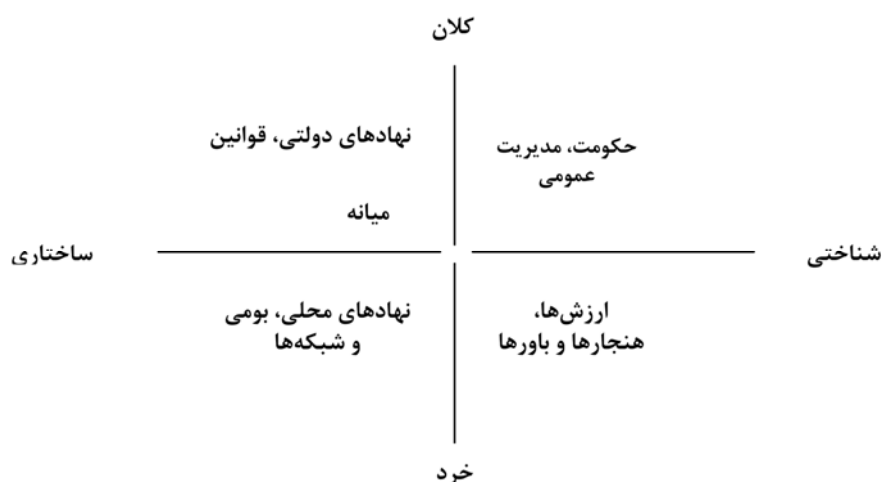 کلان
حکومت، مدیریت
عمومی
نهادهای دولتی، قوانین
میانه
شناختی
ساختاری
ارزش‌ها،
هنجارها و باورها
نهادهای محلی، بومی
و شبکه‌ها
خرد